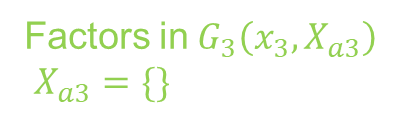 Factors in G₃(x₃, Xₐ₃)
Xₐ₃ = {}